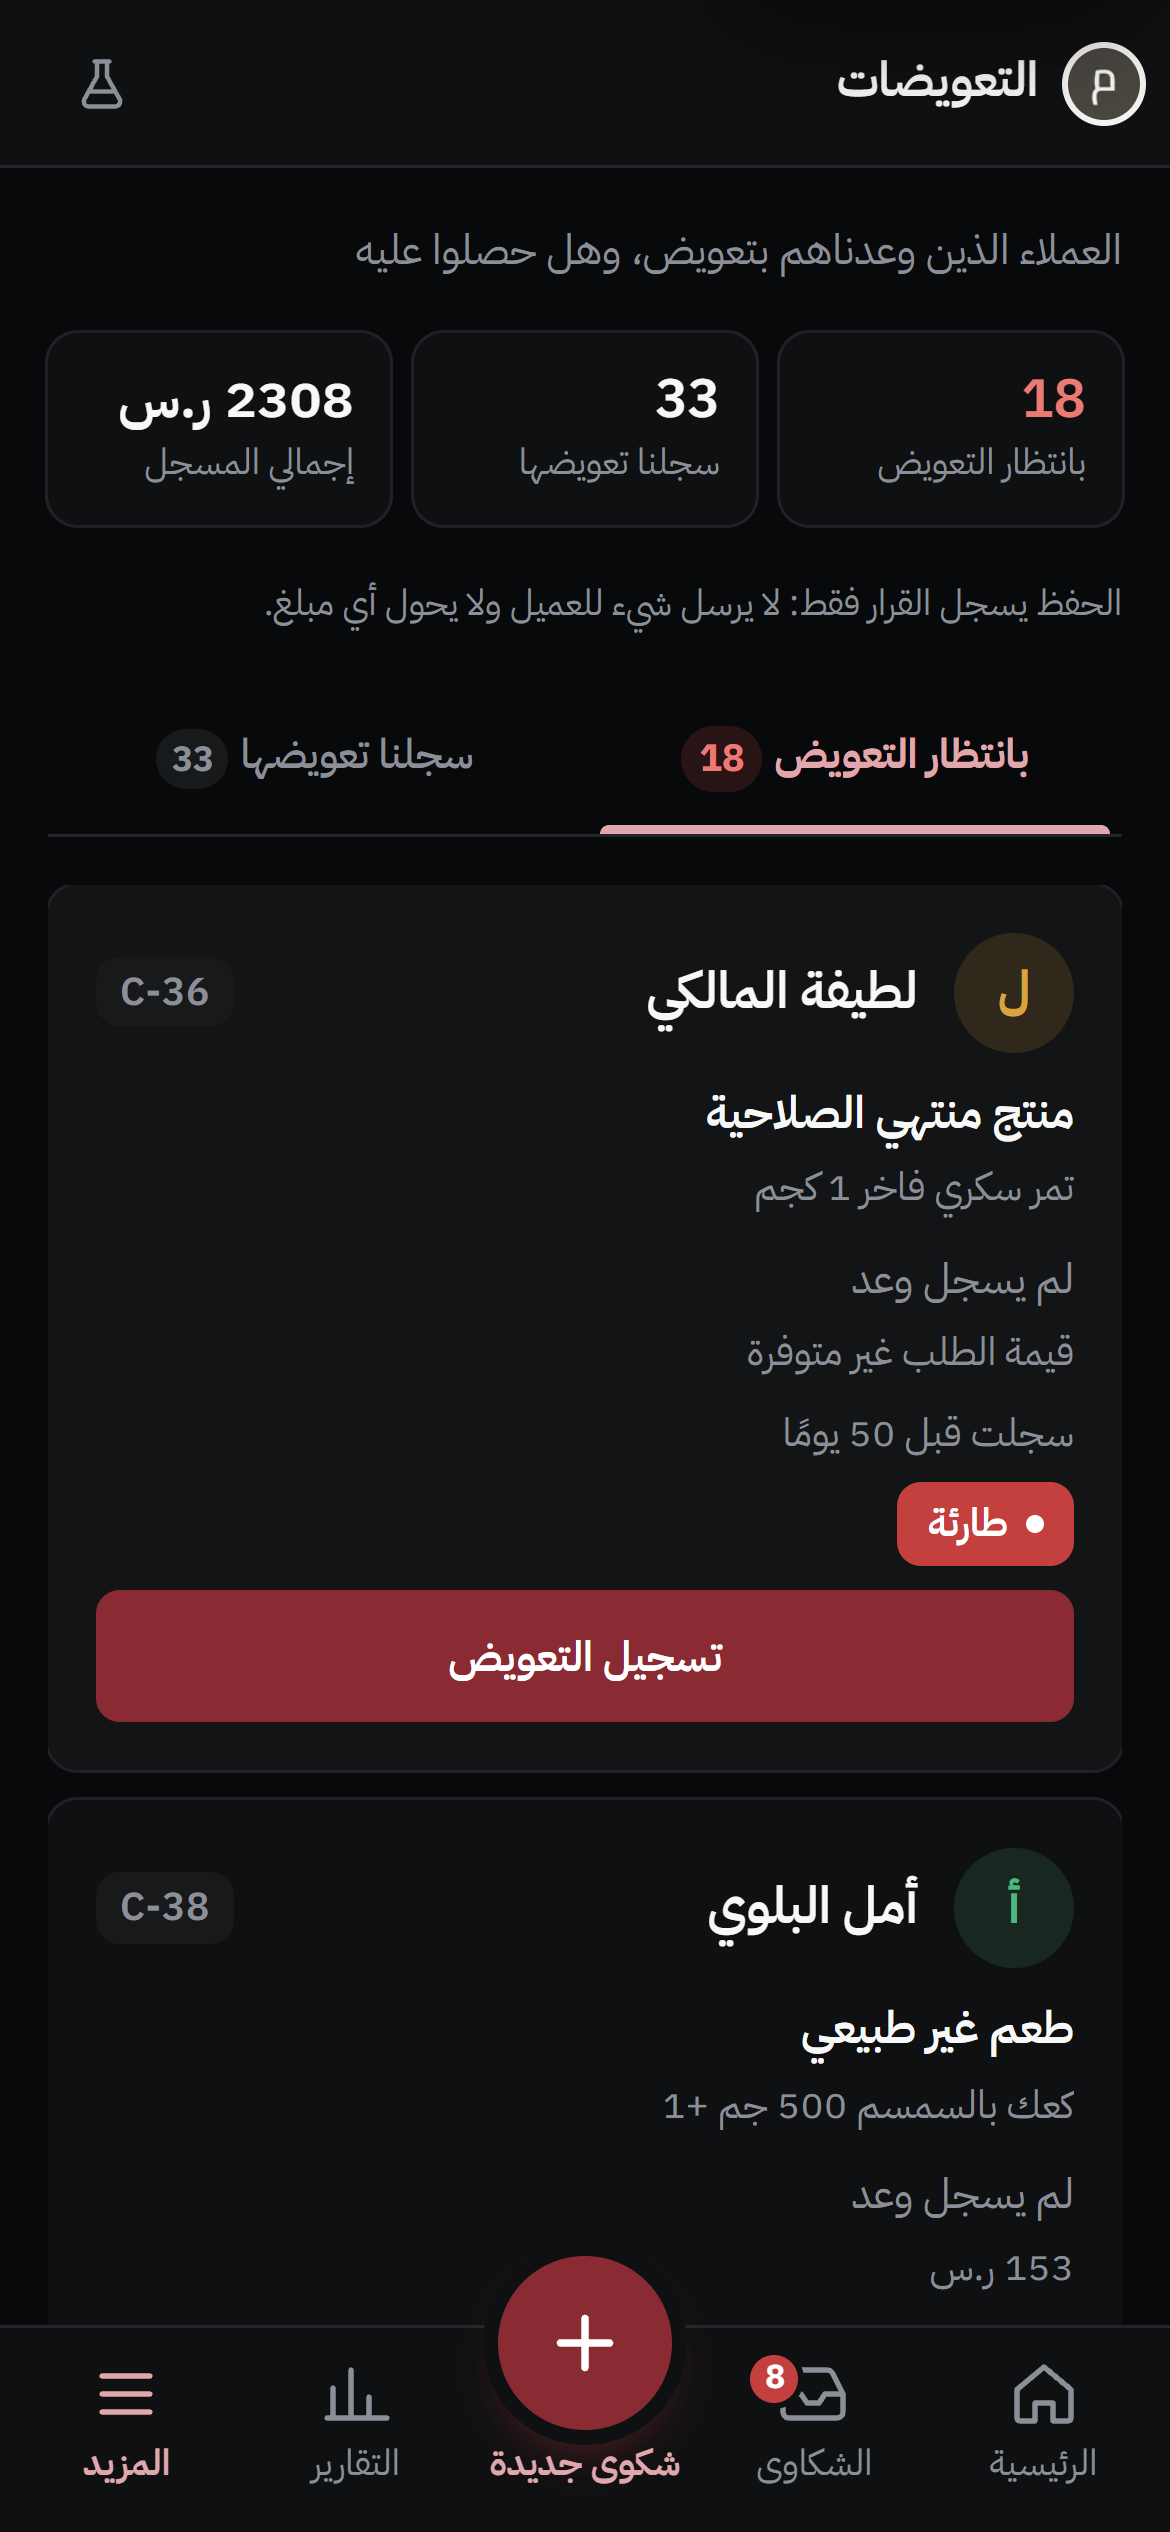 م
التعويضات
العملاء الذين وعدناهم بتعويض، وهل حصلوا عليه
18
بانتظار التعويض
33
سجلنا تعويضها
2308 ر.س
إجمالي المسجل
الحفظ يسجل القرار فقط: لا يرسل شيء للعميل ولا يحول أي مبلغ.
بانتظار التعويض 18
سجلنا تعويضها 33
ل
لطيفة المالكي
C-36
منتج منتهي الصلاحية
تمر سكري فاخر 1 كجم
لم يسجل وعد
قيمة الطلب غير متوفرة
سجلت قبل 50 يومًا
طارئة
تسجيل التعويض
أ
أمل البلوي
C-38
طعم غير طبيعي
كعك بالسمسم 500 جم +1
لم يسجل وعد
153 ر.س
الرئيسية
8
الشكاوى
شكوى جديدة
التقارير
المزيد